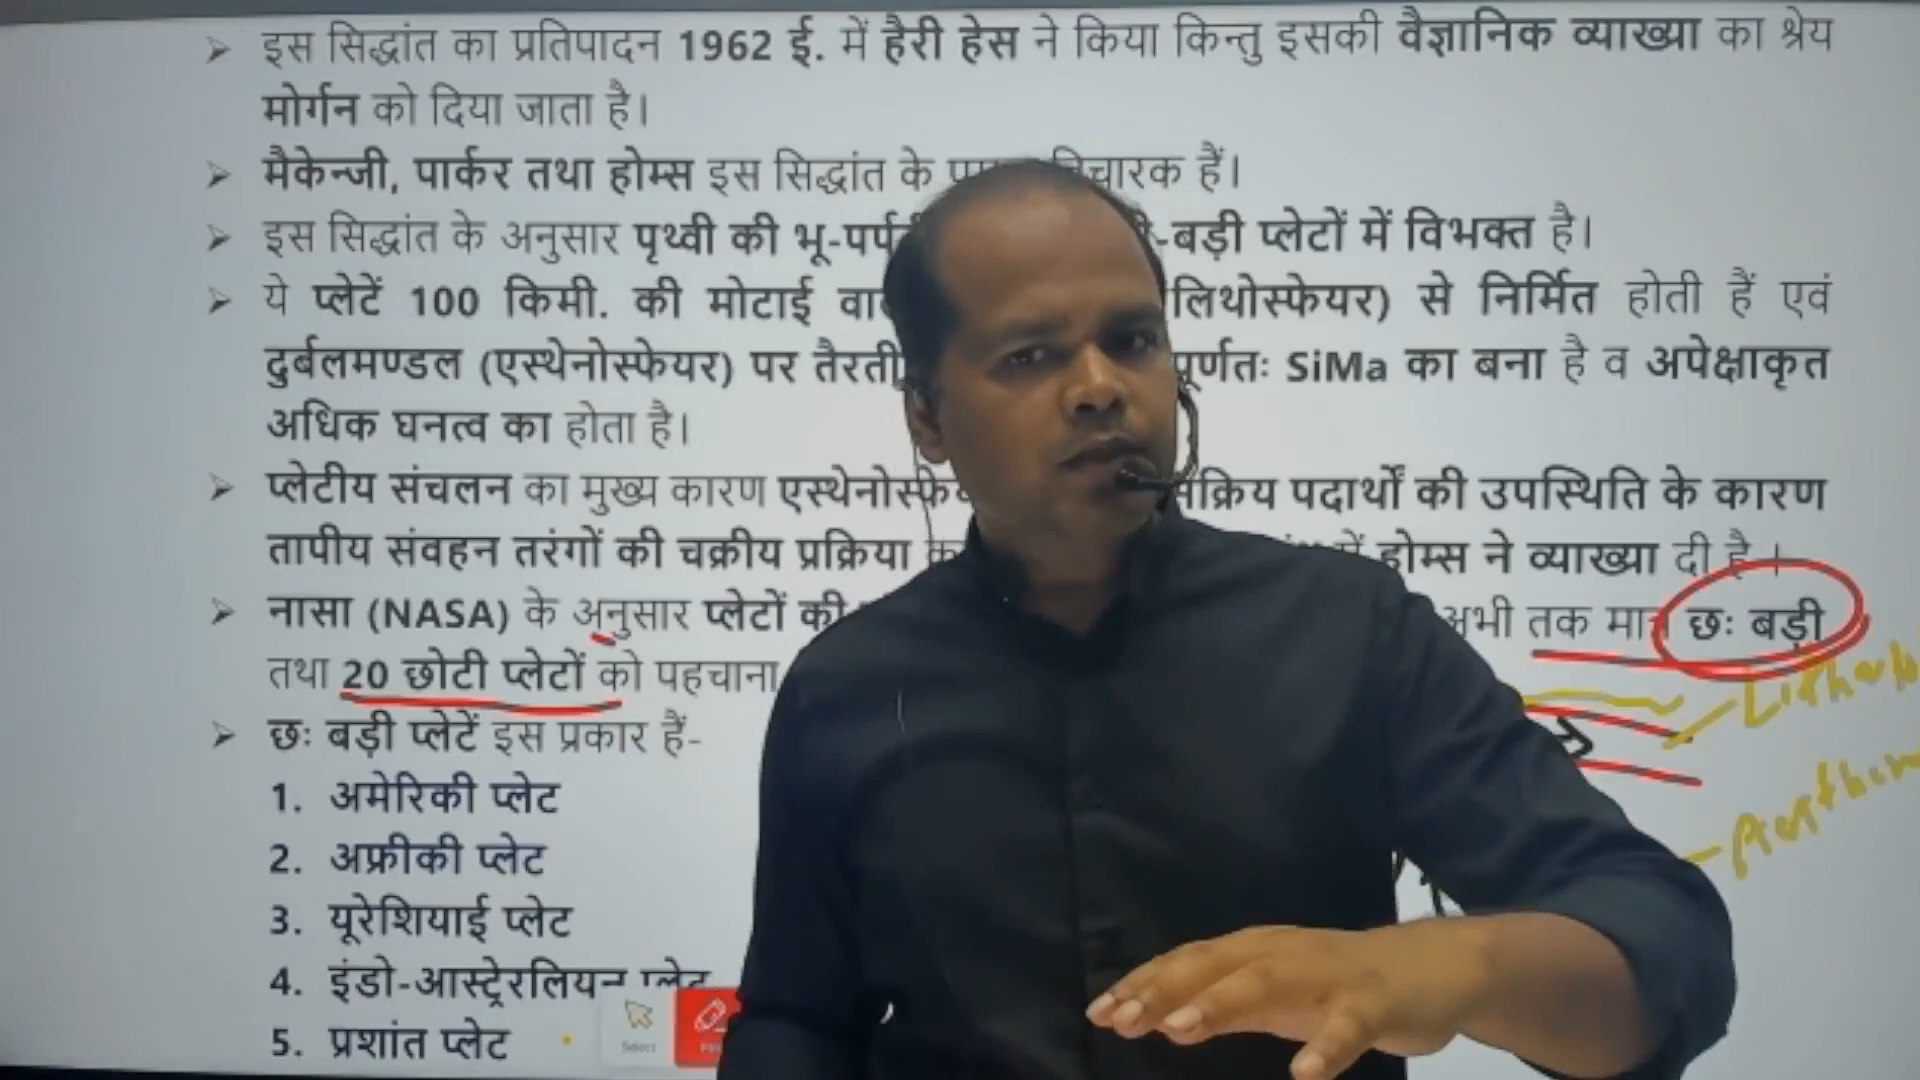 ➢ इस सिद्धांत का प्रतिपादन 1962 ई. में हैरी हेस ने किया किन्तु इसकी वैज्ञानिक व्याख्या का श्रेय
मोर्गन को दिया जाता है।
➢ मैकेन्जी, पार्कर तथा होम्स इस सिद्धांत के हैं।
➢ इस सिद्धांत के अनुसार पृथ्वी की -बड़ी प्लेटों में विभक्त है।
➢ ये प्लेटें 100 किमी. की मोटाई लिथोस्फेयर) से निर्मित होती हैं एवं
दुर्बलमण्डल (एस्थेनोस्फेयर) पर पूर्णतः SiMa का बना है व अपेक्षाकृत
अधिक घनत्व का होता है।
➢ प्लेटीय संचलन का मुख्य कारण पदार्थों की उपस्थिति के कारण
तापीय संवहन तरंगों की चक्रीय प्रक्रिया होम्स ने व्याख्या दी है।
➢ नासा (NASA) के अनुसार प्लेटों की अभी तक छः बड़ी
तथा 20 छोटी प्लेटों को पहचाना
➢ छः बड़ी प्लेटें इस प्रकार हैं-
1. अमेरिकी प्लेट
2. अफ्रीकी प्लेट
3. यूरेशियाई प्लेट
4. इंडो-आस्ट्रेरलियन प्लेट
5. प्रशांत प्लेट
Select